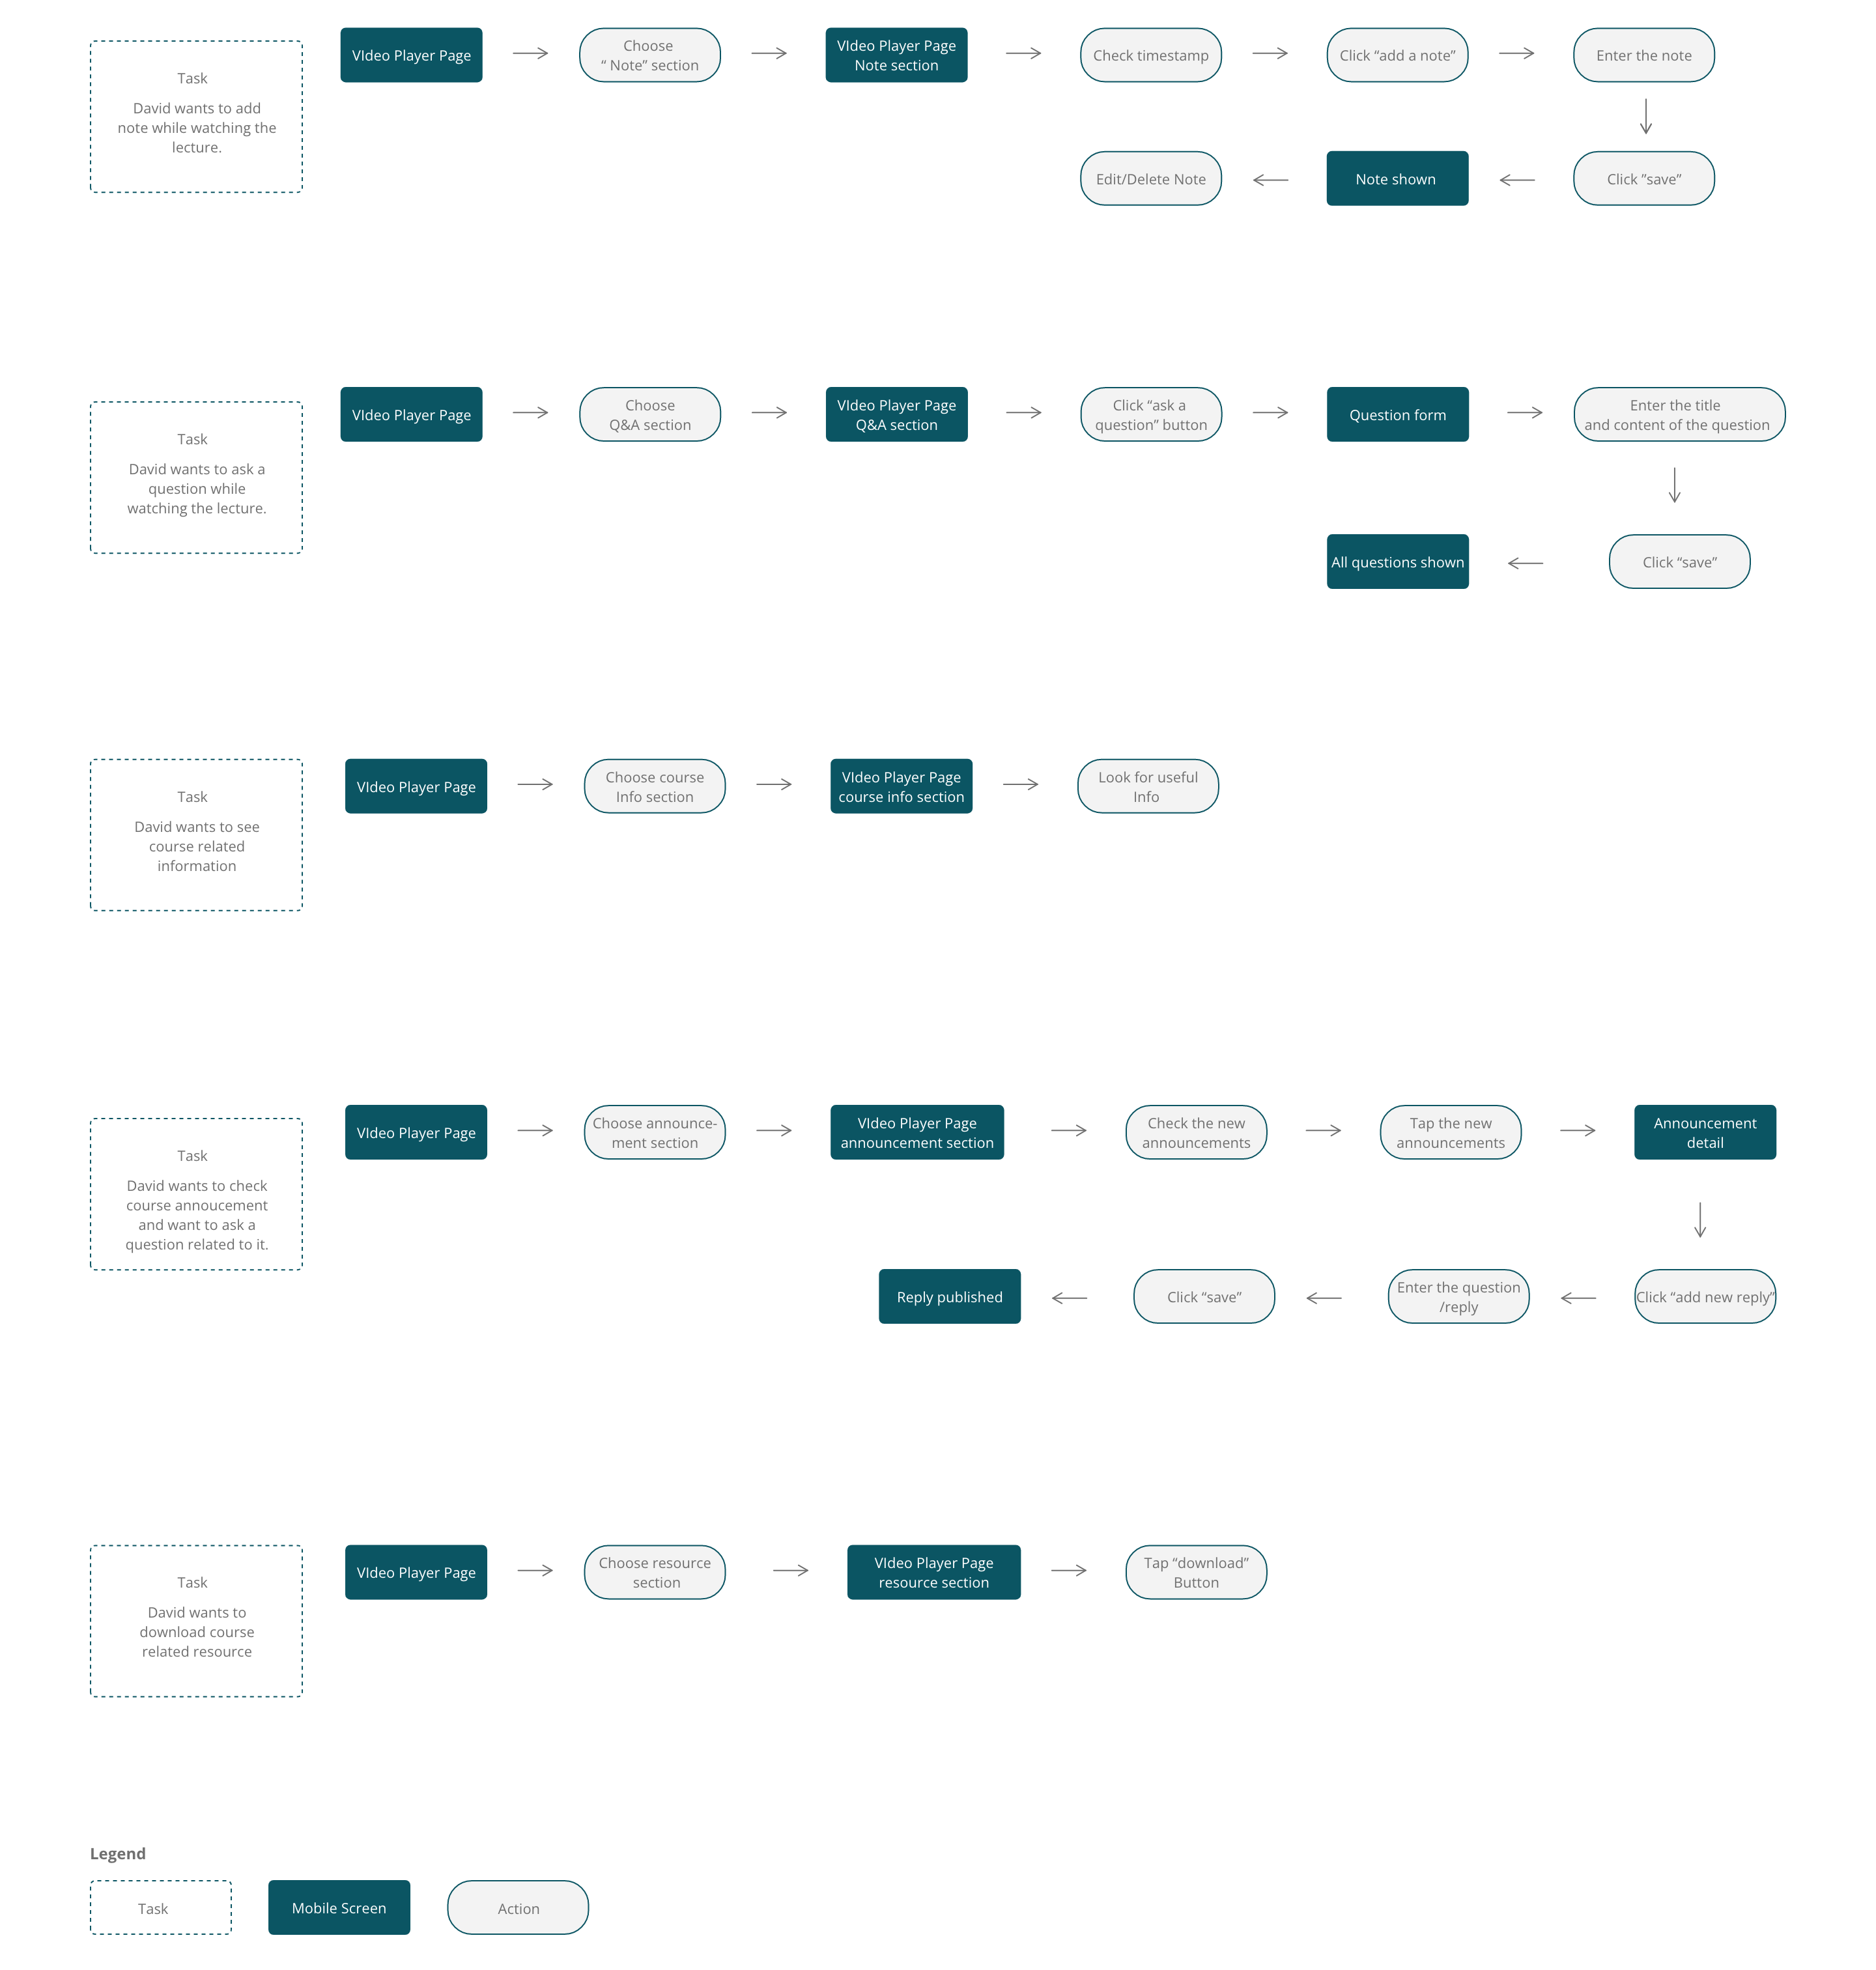 Task
David wants to add
note while watching the
lecture.
VIdeo Player Page
Choose
“ Note” section
VIdeo Player Page
Note section
Check timestamp
Click “add a note”
Enter the note
Click ”save”
Note shown
Edit/Delete Note
Task
David wants to ask a
question while
watching the lecture.
VIdeo Player Page
Choose
Q&A section
VIdeo Player Page
Q&A section
Click “ask a
question” button
Question form
Enter the title
and content of the question
Click “save”
All questions shown
Task
David wants to see
course related
information
VIdeo Player Page
Choose course
Info section
VIdeo Player Page
course info section
Look for useful
Info
Task
David wants to check
course annoucement
and want to ask a
question related to it.
VIdeo Player Page
Choose announce-
ment section
VIdeo Player Page
announcement section
Check the new
announcements
Tap the new
announcements
Announcement
detail
Click “add new reply”
Enter the question
/reply
Click “save”
Reply published
Task
David wants to
download course
related resource
VIdeo Player Page
Choose resource
section
VIdeo Player Page
resource section
Tap “download”
Button
Legend
Task
Mobile Screen
Action